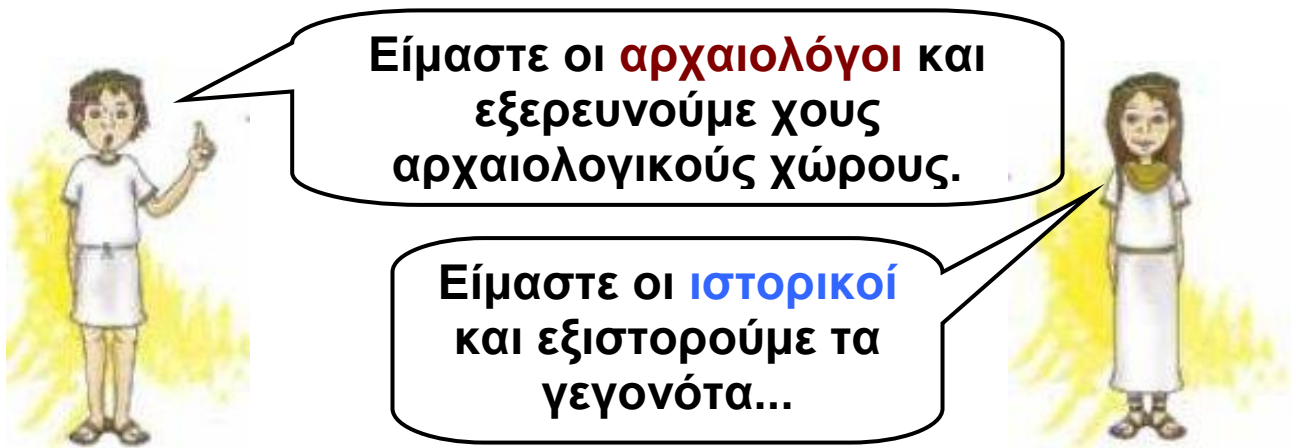 Είμαστε οι αρχαιολόγοι και
εξερευνούμε χους
αρχαιολογικούς χώρους.
Είμαστε οι ιστορικοί
και εξιστορούμε τα
γεγονότα...